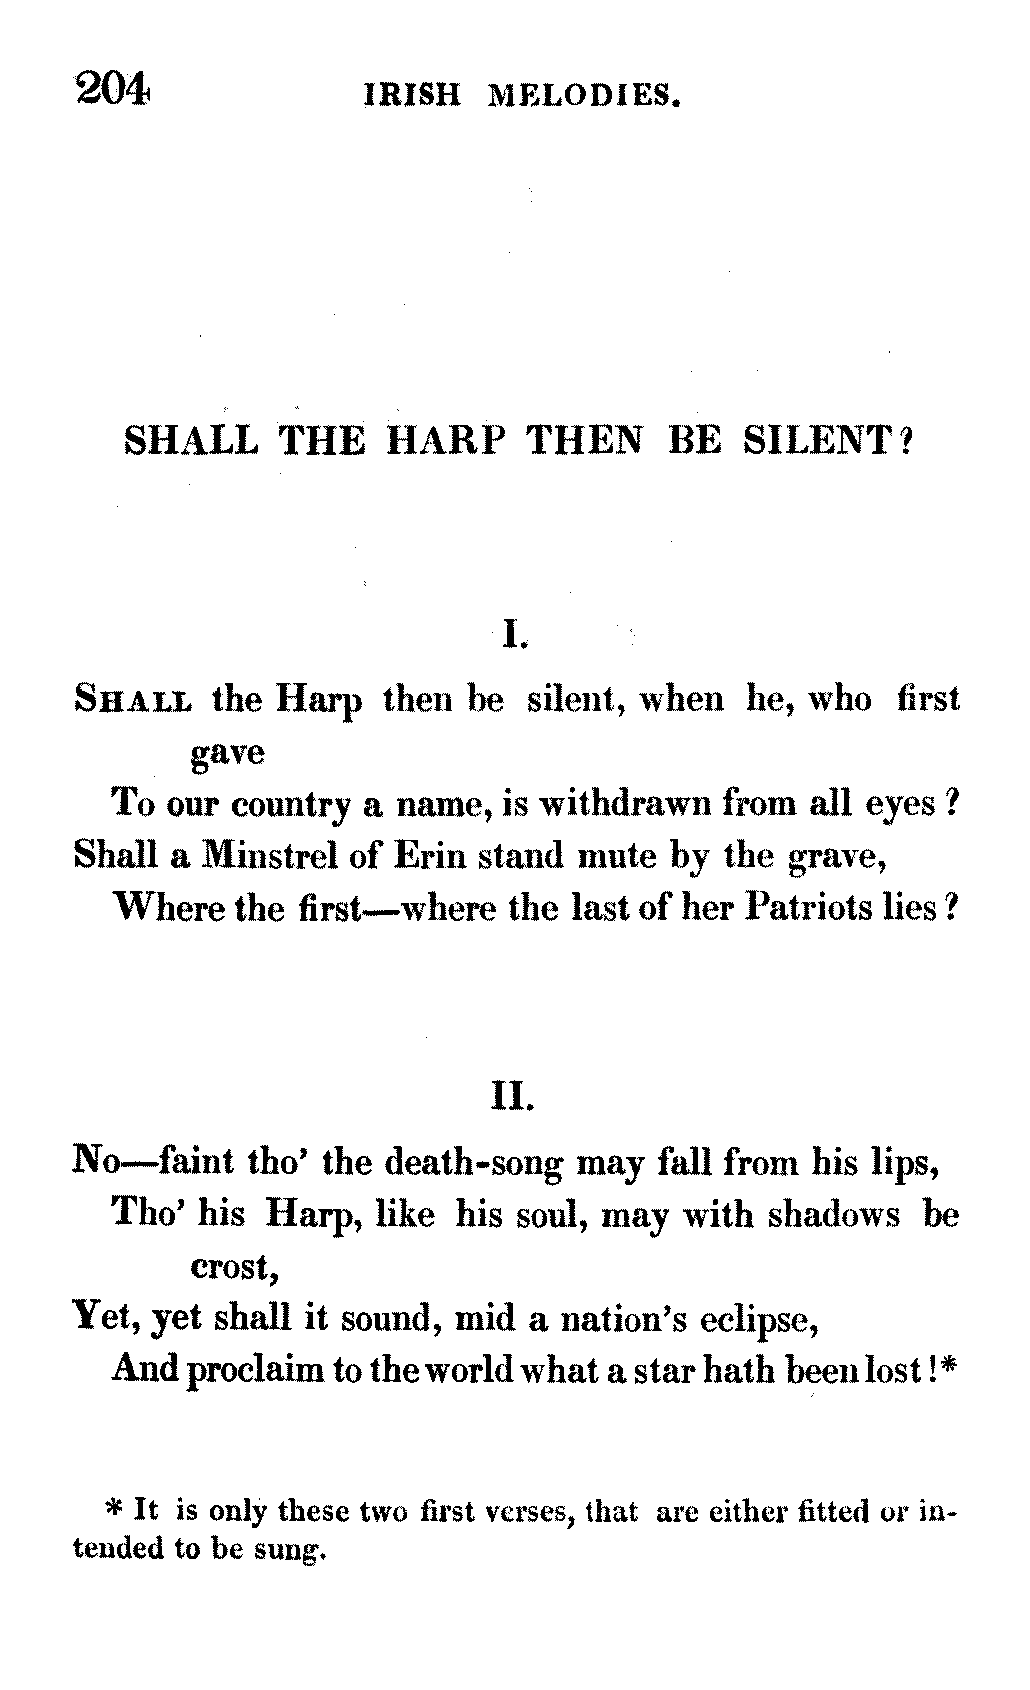 204
IRISH MELODIES.
SHALL THE HARP THEN BE SILENT?
I.
SHALL the Harp then be silent, when he, who first
gave
To our country a name, is withdrawn from all eyes?
Shall a Minstrel of Erin stand mute by the grave,
Where the first—where the last of her Patriots lies?
II.
No—faint tho' the death-song may fall from his lips,
Tho' his Harp, like his soul, may with shadows be
crost,
Yet, yet shall it sound, mid a nation's eclipse,
And proclaim to the world what a star hath been lost!*
* It is only these two first verses, that are either fitted or in-
tended to be sung.